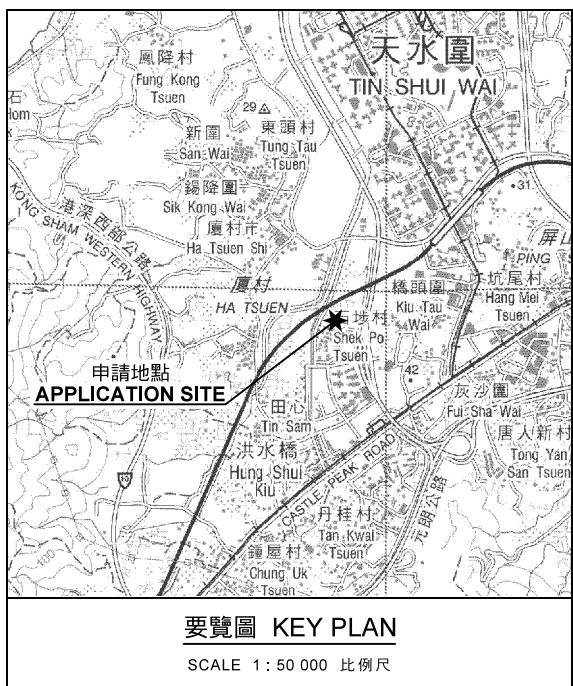 天水圍
TIN SHUI WAI
鳳降村
Fung Kong
Tsuen
石
Hom
29
新圍
San Wai
東頭村
Tung Tau
Tsuen
錫降圍
Sik Kong Wai
港深西部公路
KONG SHAM WESTERN HIGHWAY
廈村市
Ha Tsuen Shi
31
屏山
PING
廈村
HA TSUEN
橋頭圍
Kiu Tau
Wai
坑尾村
Hang Mei
Tsuen
石埗村
Shek Po
Tsuen
申請地點
APPLICATION SITE
42
灰沙圍
Fui Sha Wai
田心
Tin Sam
唐人新村
Tong Yan
San Tsuen
洪水橋
Hung Shui
Kiu
CASTLE PEAK ROAD
元朗公路
丹桂村
Tan Kwai
Tsuen
鍾屋村
Chung Uk
Tsuen
100
要覽圖 KEY PLAN
SCALE 1 : 50 000 比例尺